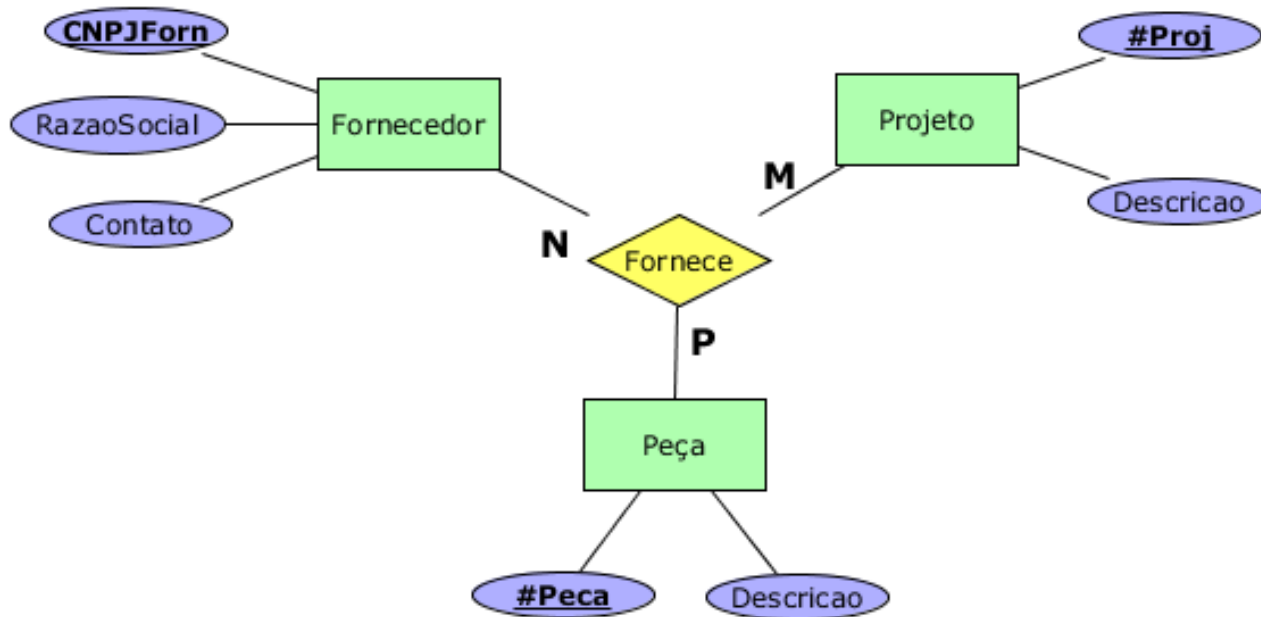 CNPJForn
#Proj
RazaoSocial
Fornecedor
Projeto
M
Contato
Descricao
N
Fornece
P
Peça
#Peca
Descricao